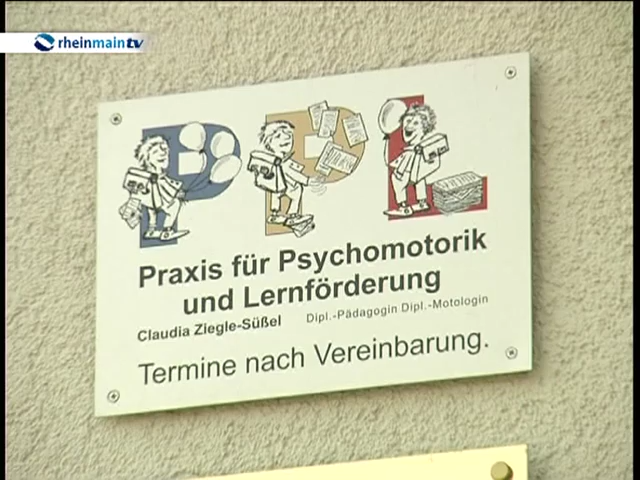 rheinmaintv
PPL
Praxis für Psychomotorik
und Lernförderung
Claudia Ziegle-Süßel Dipl.-Pädagogin Dipl.-Motologin
Termine nach Vereinbarung.